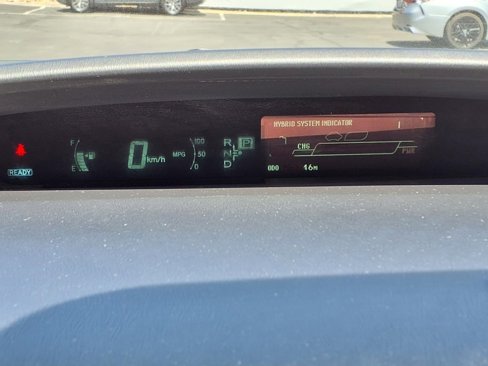 HYBRID SYSTEM INDICATOR
F
E
READY
0 km/h
MPG
100
50
0
R
N
D
P
CHG
PWR
ODO 16M